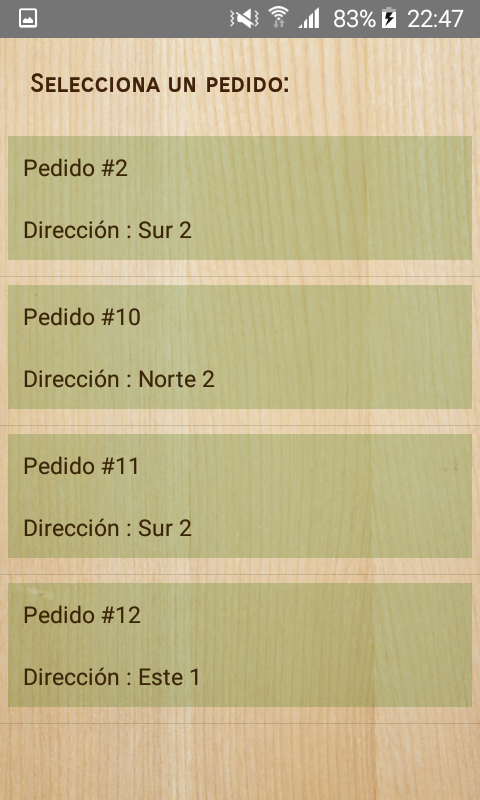 83% 22:47
Selecciona un pedido:
Pedido #2
Dirección : Sur 2
Pedido #10
Dirección : Norte 2
Pedido #11
Dirección : Sur 2
Pedido #12
Dirección : Este 1